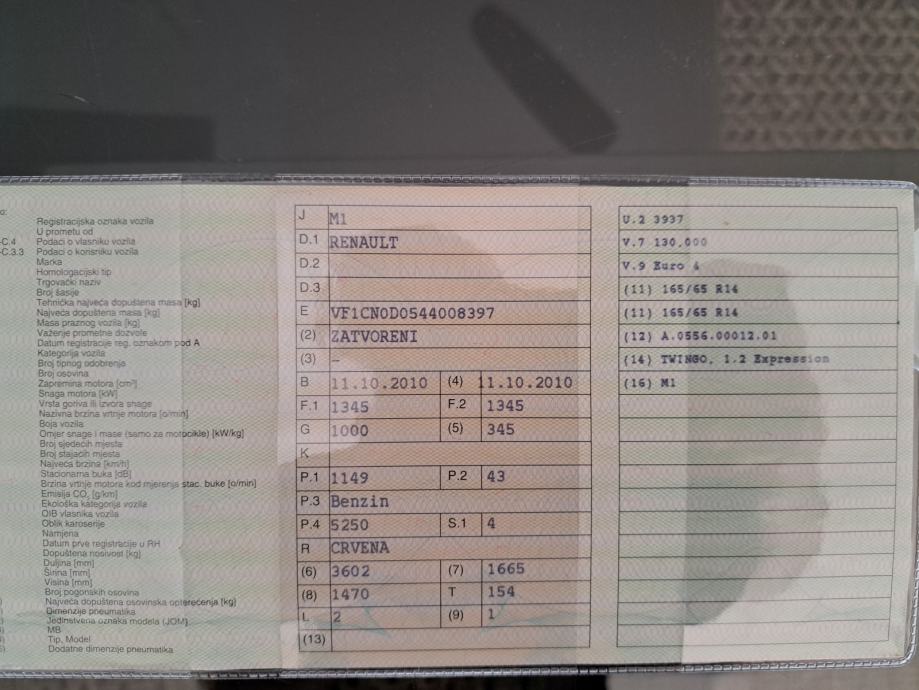 o:
Registracijska oznaka vozila
U prometu od
-C.4 Podaci o vlasniku vozila
-C.3.3 Podaci o korisniku vozila
Marka
Homologacijski tip
Trgovački naziv
Broj šasije
Tehnička najveća dopuštena masa [kg]
Najveća dopuštena masa [kg]
Masa praznog vozila [kg]
Važenje prometne dozvole
Datum registracije reg. oznakom pod A
Kategorija vozila
Broj tipnog odobrenja
Broj osovina
Zapremina motora [cm³]
Snaga motora [kW]
Vrsta goriva ili izvora snage
Nazivna brzina vrtnje motora [o/min]
Boja vozila
Omjer snage i mase (samo za motocikle) [kW/kg]
Broj sjedećih mjesta
Broj stajaćih mjesta
Najveća brzina [km/h]
Stacionarna buka [dB]
Brzina vrtnje motora kod mjerenja stac. buke [o/min]
Emisija CO₂ [g/km]
Ekološka kategorija vozila
OIB vlasnika vozila
Oblik karoserije
Namjena
Datum prve registracije u RH
Dopuštena nosivost [kg]
Duljina [mm]
Širina [mm]
Visina [mm]
Broj pogonskih osovina
Najveća dopuštena osovinska opterećenja [kg]
Dimenzije pneumatika
Jedinstvena oznaka modela (JOM)
MB
Tip, Model
Dodatne dimenzije pneumatika
J M1
D.1 RENAULT
D.2
D.3
E VF1CN0D0544008397
(2) ZATVORENI
(3) –
B 11.10.2010 (4) 11.10.2010
F.1 1345 F.2 1345
G 1000 (5) 345
K
P.1 1149 P.2 43
P.3 Benzin
P.4 5250 S.1 4
R CRVENA
(6) 3602 (7) 1665
(8) 1470 T 154
L 2 (9) 1
(13)
U.2 3937
V.7 130,000
V.9 Euro 4
(11) 165/65 R14
(11) 165/65 R14
(12) A.0556.00012.01
(14) TWINGO, 1.2 Expression
(16) M1